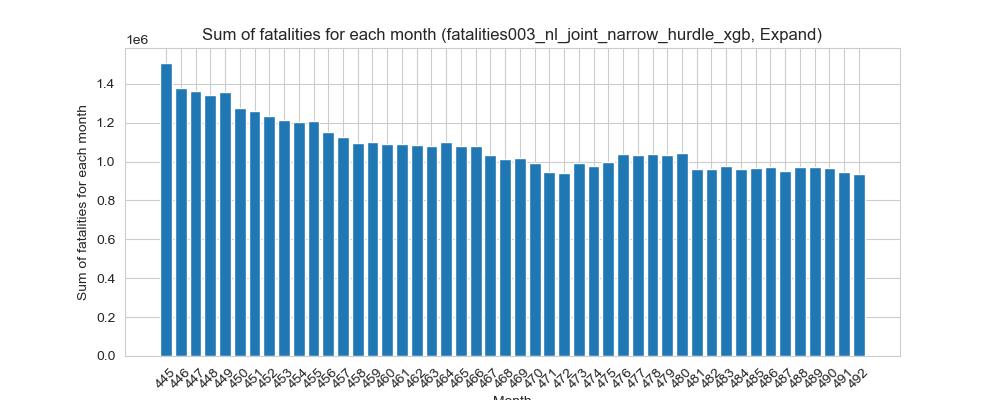 Sum of fatalities for each month (fatalities003_nl_joint_narrow_hurdle_xgb, Expand)
1e6
1.4
1.2
1.0
0.8
0.6
0.4
0.2
0.0
Sum of fatalities for each month
445 446 447 448 449 450 451 452 453 454 455 456 457 458 459 460 461 462 463 464 465 466 467 468 469 470 471 472 473 474 475 476 477 478 479 480 481 482 483 484 485 486 487 488 489 490 491 492
Month